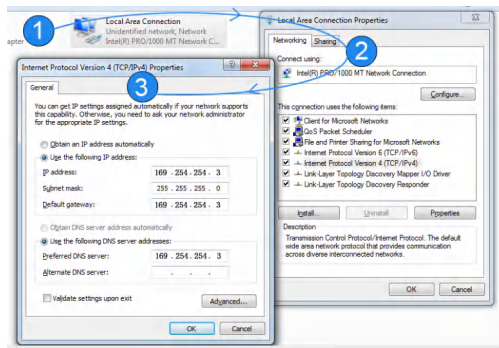 1
apter
Local Area Connection
Unidentified network, Network
Intel(R) PRO/1000 MT Network C...
2
Local Area Connection Properties
Networking Sharing
Connect using:
Intel(R) PRO/1000 MT Network Connection
Configure...
This connection uses the following items:
Client for Microsoft Networks
QoS Packet Scheduler
File and Printer Sharing for Microsoft Networks
Internet Protocol Version 6 (TCP/IPv6)
Internet Protocol Version 4 (TCP/IPv4)
Link-Layer Topology Discovery Mapper I/O Driver
Link-Layer Topology Discovery Responder
Install... Uninstall Properties
Description
Transmission Control Protocol/Internet Protocol. The default
wide area network protocol that provides communication
across diverse interconnected networks.
OK Cancel
3
Internet Protocol Version 4 (TCP/IPv4) Properties
General
You can get IP settings assigned automatically if your network supports
this capability. Otherwise, you need to ask your network administrator
for the appropriate IP settings.
Obtain an IP address automatically
Use the following IP address:
IP address: 169 . 254 . 254 . 3
Subnet mask: 255 . 255 . 255 . 0
Default gateway: 169 . 254 . 254 . 3
Obtain DNS server address automatically
Use the following DNS server addresses:
Preferred DNS server: 169 . 254 . 254 . 3
Alternate DNS server: . . .
Validate settings upon exit
Advanced...
OK Cancel